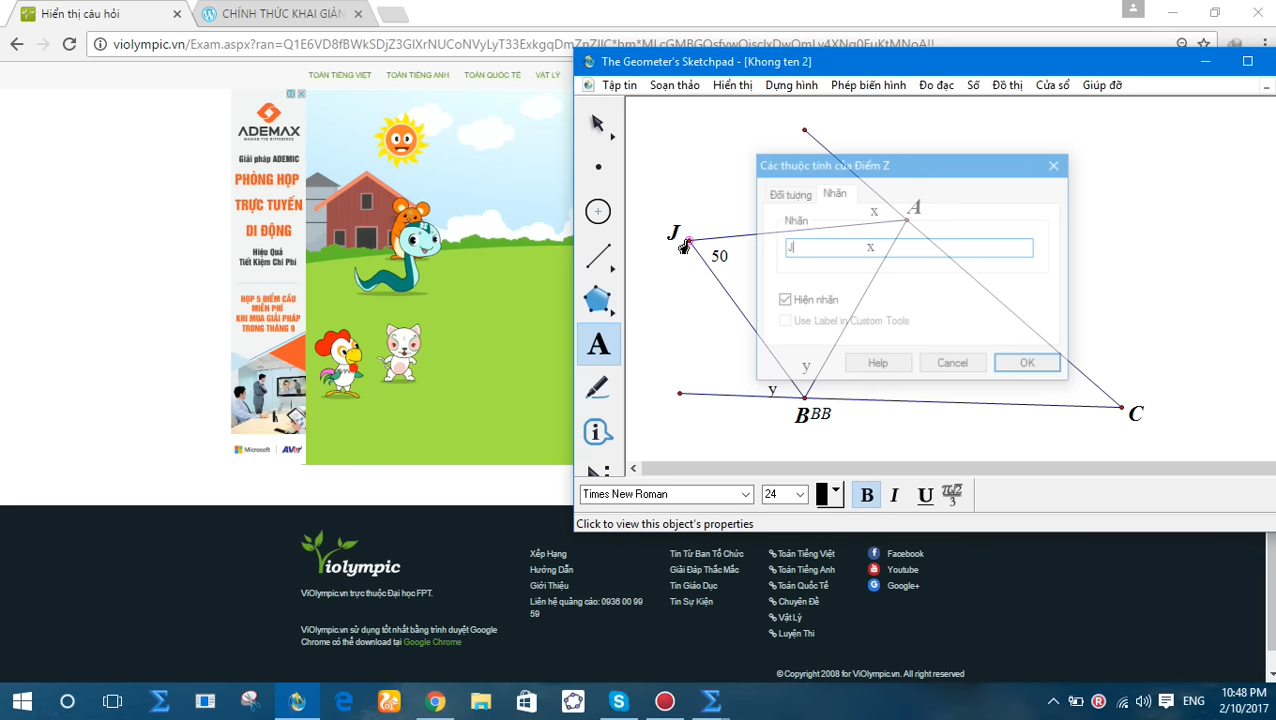 Hiển thị câu hỏi
CHÍNH THỨC KHAI GIẢN
violympic.vn/Exam.aspx?ran=
TOÁN TIẾNG VIỆT TOÁN TIẾNG ANH TOÁN QUỐC TẾ VẬT LÝ
ADEMAX
MAKING THE DIFFERENCE
Giải pháp ADEMIC
PHÒNG HỌP
TRỰC TUYẾN
DI ĐỘNG
Hiệu Quả
Tiết Kiệm Chi Phí
HỌP 5 ĐIỂM CẦU
MIỄN PHÍ
KHI MUA GIẢI PHÁP
TRONG THÁNG 9
Microsoft AVer
The Geometer's Sketchpad - [Khong ten 2]
Tập tin Soạn thảo Hiển thị Dựng hình Phép biến hình Đo đạc Số Đồ thị Cửa sổ Giúp đỡ
Các thuộc tính của Điểm Z
Đối tượng Nhãn
Nhãn
J
Hiện nhãn
Use Label in Custom Tools
Help Cancel OK
x
A
J
50
x
y
y
B BB
C
A
Times New Roman 24 B I U
Click to view this object's properties
Violympic
ViOlympic.vn trực thuộc Đại học FPT.
ViOlympic.vn sử dụng tốt nhất bằng trình duyệt Google
Chrome có thể download tại Google Chrome
Xếp Hạng
Hướng Dẫn
Giới Thiệu
Liên hệ quảng cáo: 0936 00 99
59
Tin Từ Ban Tổ Chức
Giải Đáp Thắc Mắc
Tin Giáo Dục
Tin Sự Kiện
Toán Tiếng Việt
Toán Tiếng Anh
Toán Quốc Tế
Chuyên Đề
Vật Lý
Luyện Thi
Facebook
Youtube
Google+
© Copyright 2008 for ViOlympic.vn. All right reserved
ENG
10:48 PM
2/10/2017